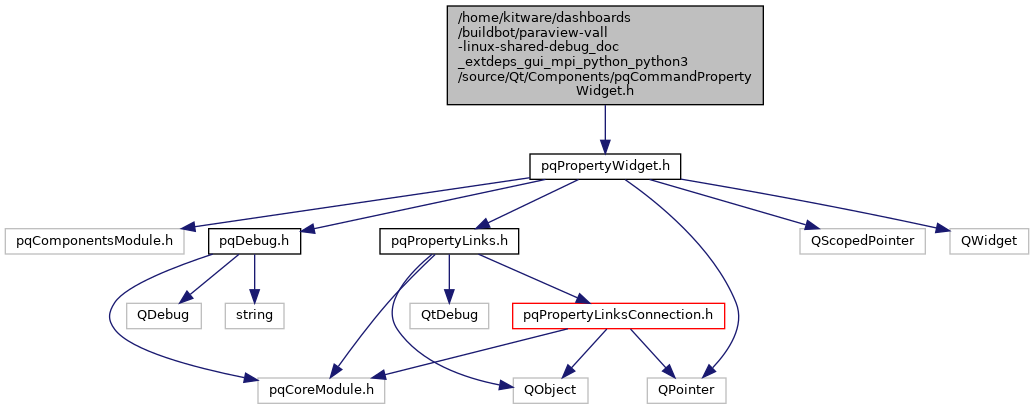 /home/kitware/dashboards
/buildbot/paraview-vall
-linux-shared-debug_doc
_extdeps_gui_mpi_python_python3
/source/Qt/Components/pqCommandProperty
Widget.h
pqPropertyWidget.h
pqComponentsModule.h
pqDebug.h
pqPropertyLinks.h
QScopedPointer
QWidget
QDebug
string
QtDebug
pqPropertyLinksConnection.h
pqCoreModule.h
QObject
QPointer